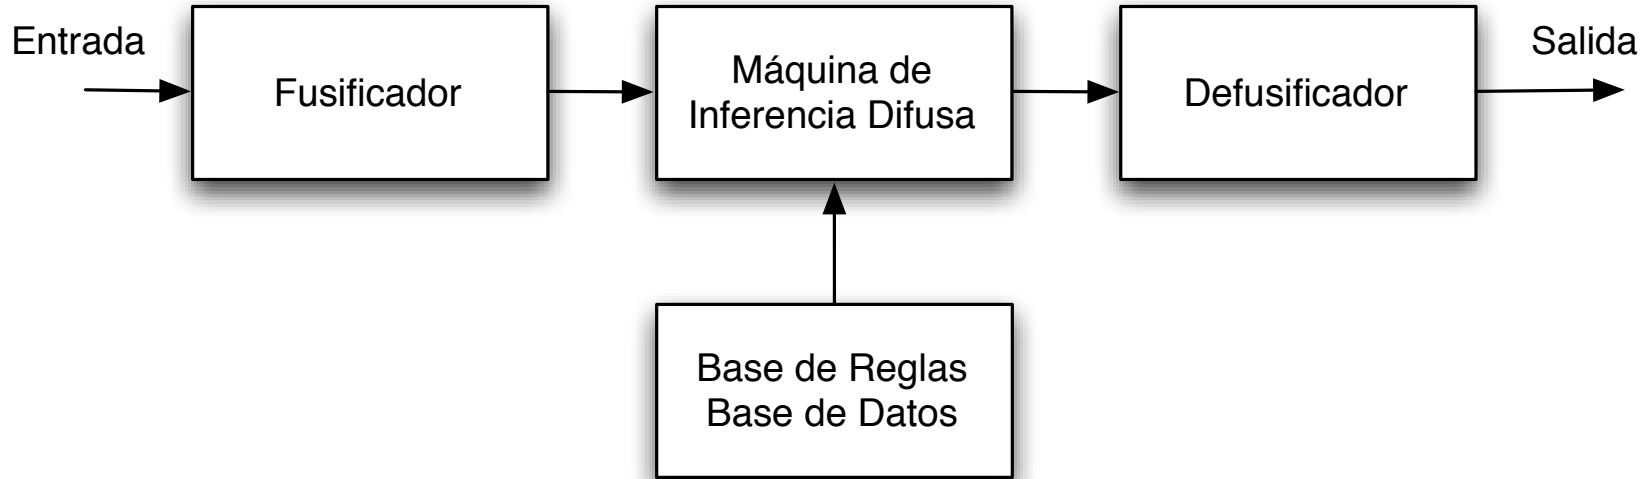 Entrada
Fusificador
Máquina de
Inferencia Difusa
Defusificador
Salida
Base de Reglas
Base de Datos